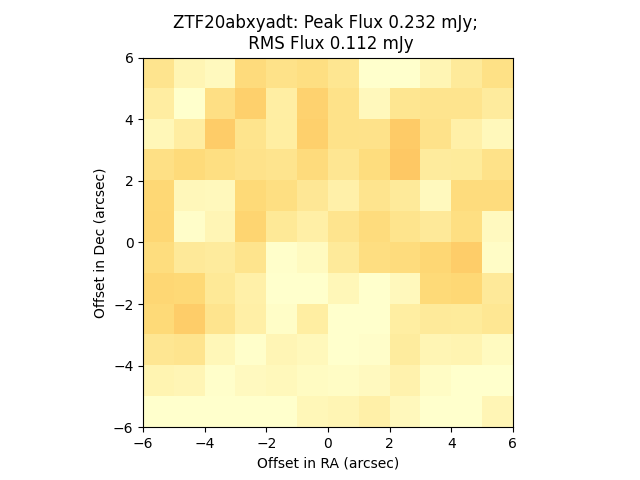 ZTF20abxyadt: Peak Flux 0.232 mJy;
RMS Flux 0.112 mJy
6
4
2
0
−2
−4
−6
Offset in Dec (arcsec)
−6 −4 −2 0 2 4 6
Offset in RA (arcsec)